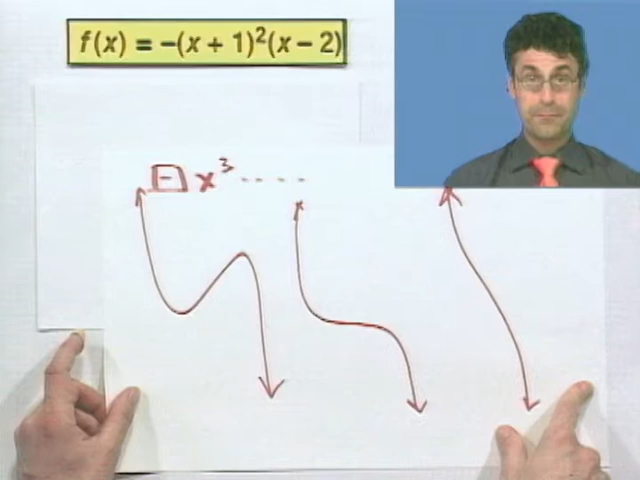 f(x) = -(x + 1)²(x - 2)
- x³ ....